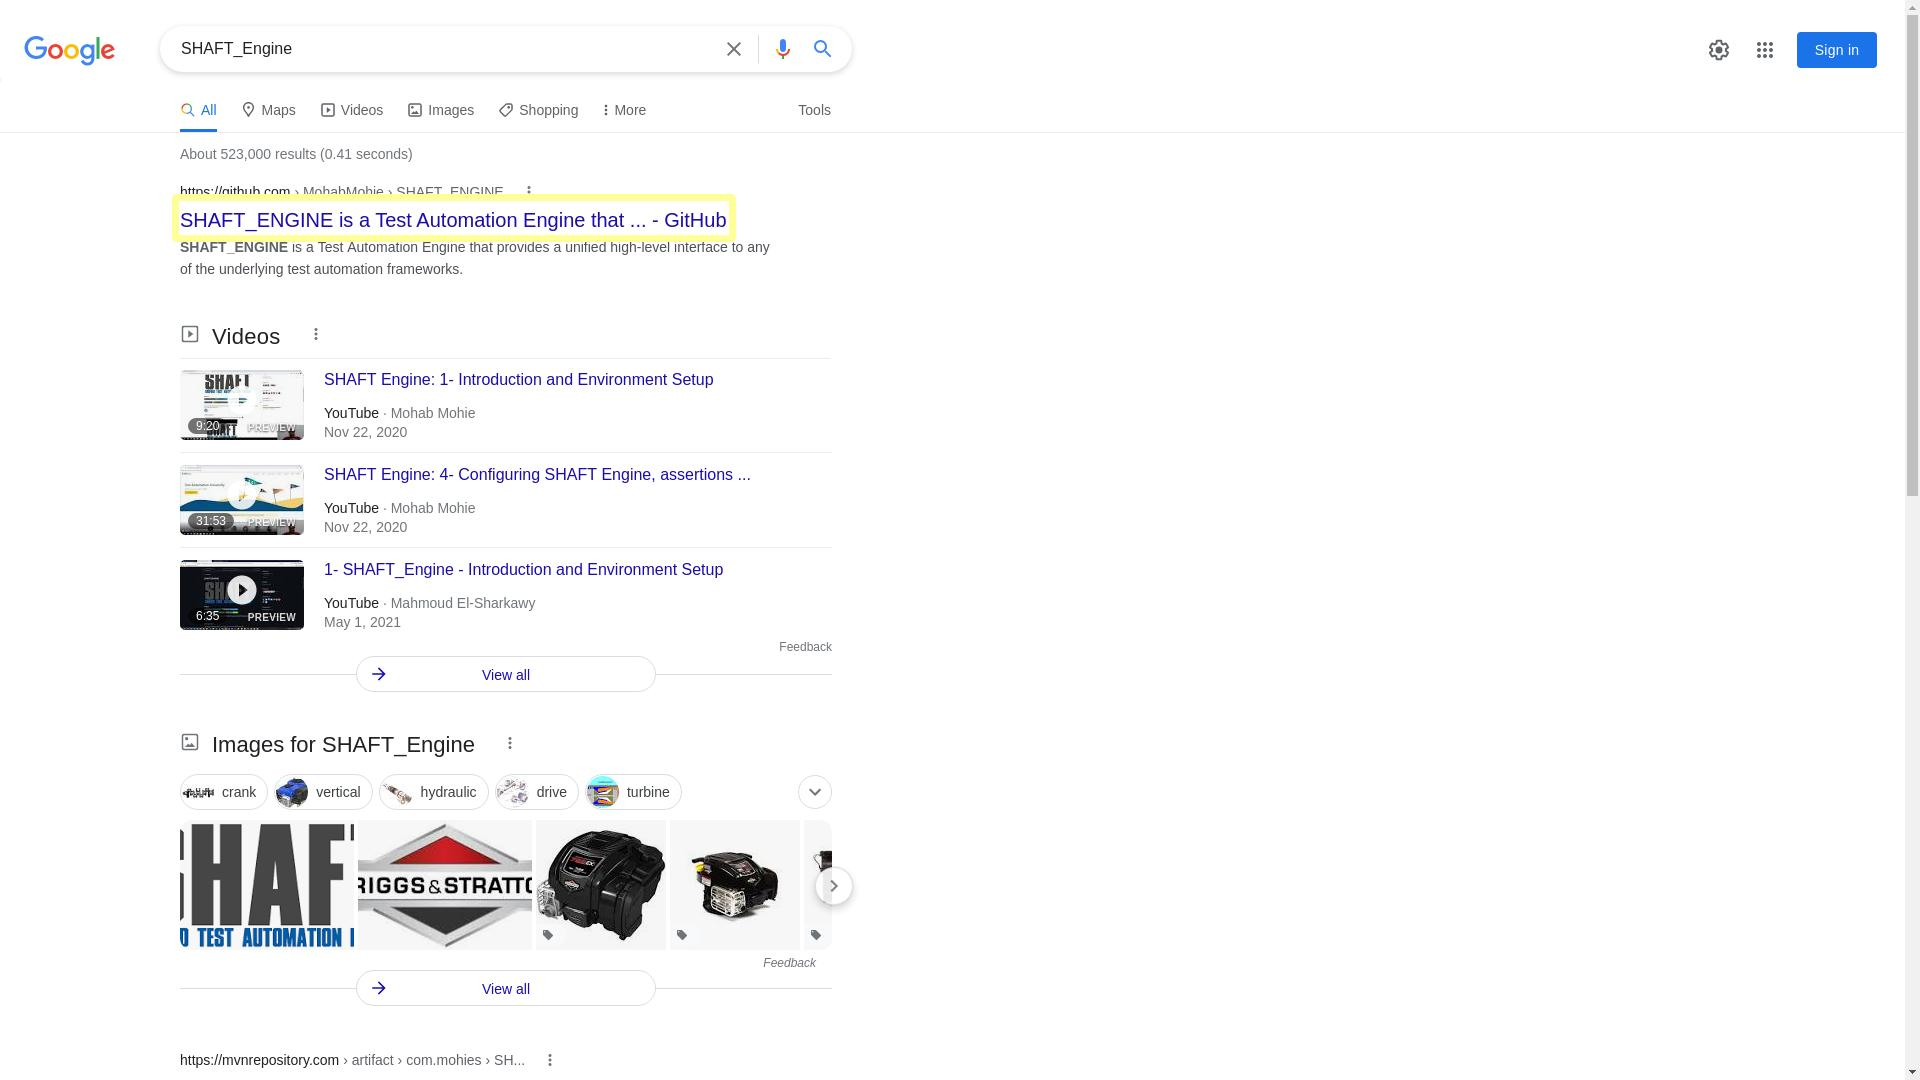 Google
SHAFT_Engine
Sign in
All
Maps
Videos
Images
Shopping
More
Tools
About 523,000 results (0.41 seconds)
https://github.com › MohabMohie › SHAFT_ENGINE
SHAFT_ENGINE is a Test Automation Engine that ... - GitHub
SHAFT_ENGINE is a Test Automation Engine that provides a unified high-level interface to any
of the underlying test automation frameworks.
Videos
SHAFT Engine: 1- Introduction and Environment Setup
YouTube · Mohab Mohie
Nov 22, 2020
9:20
PREVIEW
SHAFT Engine: 4- Configuring SHAFT Engine, assertions ...
YouTube · Mohab Mohie
Nov 22, 2020
31:53
PREVIEW
1- SHAFT_Engine - Introduction and Environment Setup
YouTube · Mahmoud El-Sharkawy
May 1, 2021
6:35
PREVIEW
Feedback
View all
Images for SHAFT_Engine
crank
vertical
hydraulic
drive
turbine
HAF
TEST AUTOMATION
RIGGS & STRATTO
Feedback
View all
https://mvnrepository.com › artifact › com.mohies › SH...